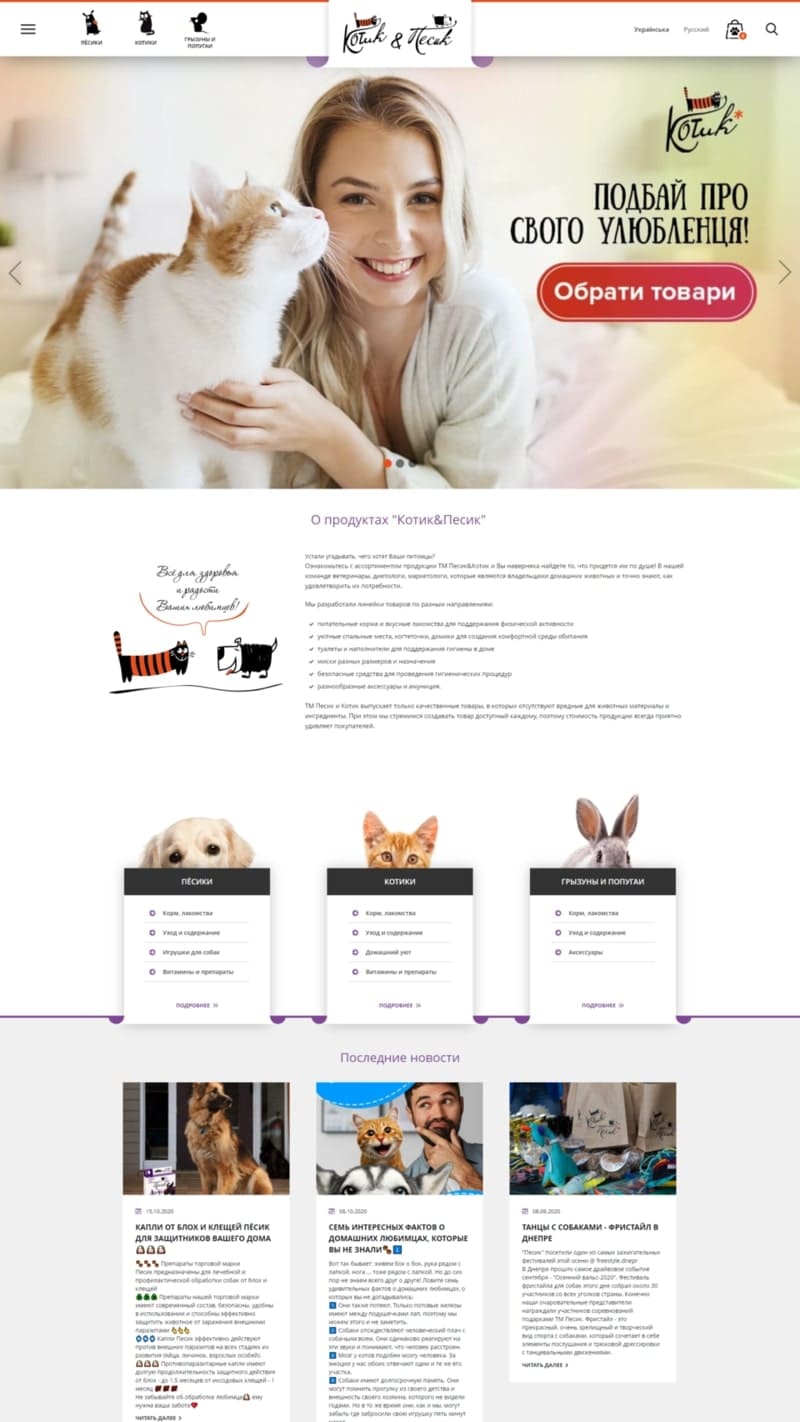 ПЁСИКИ
КОТИКИ
ГРЫЗУНЫ И
ПОПУГАИ
Котик & Песик
Українська
Русский
Котик*
ПОДБАЙ ПРО
СВОГО УЛЮБЛЕНЦЯ!
Обрати товари
О продуктах "Котик&Песик"
Всё для здоровья
и радости
Ваших любимцев!
Устали угадывать, чего хотят Ваши питомцы?
Ознакомьтесь с ассортиментом продукции ТМ Песик&Котик и Вы наверняка найдете то, что придется им по душе! В нашей
команде ветеринары, диетологи, маркетологи, которые являются владельцами домашних животных и точно знают, как
удовлетворить их потребности.
Мы разработали линейки товаров по разным направлениям:
питательные корма и вкусные лакомства для поддержания физической активности
уютные спальные места, когтеточки, домики для создания комфортной среды обитания
туалеты и наполнители для поддержания гигиены в доме
миски разных размеров и назначения
безопасные средства для проведения гигиенических процедур
разнообразные аксессуары и амуниция.
ТМ Песик и Котик выпускает только качественные товары, в которых отсутствуют вредные для животных материалы и
ингредиенты. При этом мы стремимся создавать товар доступный каждому, поэтому стоимость продукции всегда приятно
удивляет покупателей.
ПЁСИКИ
Корм, лакомства
Уход и содержание
Игрушки для собак
Витамины и препараты
ПОДРОБНЕЕ
КОТИКИ
Корм, лакомства
Уход и содержание
Домашний уют
Витамины и препараты
ПОДРОБНЕЕ
ГРЫЗУНЫ И ПОПУГАИ
Корм, лакомства
Уход и содержание
Аксессуары
ПОДРОБНЕЕ
Последние новости
15.10.2020
КАПЛИ ОТ БЛОХ И КЛЕЩЕЙ ПЁСИК
ДЛЯ ЗАЩИТНИКОВ ВАШЕГО ДОМА
Препараты торговой марки
Песик предназначены для лечебной и
профилактической обработки собак от блох и
клещей
Препараты нашей торговой марки
имеют современный состав, безопасны, удобны
в использовании и способны эффективно
защитить животное от заражения внешними
паразитами
Капли Песик эффективно действуют
против внешних паразитов на всех стадиях их
развития (яйца, личинок, взрослых особей).
Противопаразитарные капли имеют
долгую продолжительность защитного действия
от блох - до 1,5 месяцев от иксодовых клещей - 1
месяц
Не забывайте об обработке любимца, ему
нужна ваша забота
ЧИТАТЬ ДАЛЕЕ
08.10.2020
СЕМЬ ИНТЕРЕСНЫХ ФАКТОВ О
ДОМАШНИХ ЛЮБИМЦАХ, КОТОРЫЕ
ВЫ НЕ ЗНАЛИ
Вот так бывает: живем бок о бок, рука рядом с
лапкой, нога ... тоже рядом с лапкой. Но до сих
пор не знаем всего друг о друге! Ловите семь
удивительных фактов о домашних любимцах, о
которых вы не догадывались:
Они также потеют. Только потовые железы
имеют между подушечками лап, поэтому мы
можем этого и не заметить.
Собаки отождествляют человеческий плач с
собачьим воем. Они одинаково реагируют на
эти звуки и понимают, что человек расстроен.
Мозг у котов подобен мозгу человека. За
эмоции у нас обоих отвечают одни и те же его
участка.
Собаки имеют долгосрочную память. Они
могут помнить прогулку из своего детства и
внешность своего хозяина, которого не видели
годами. Но в то же время они, как и мы, могут
забыть где забросили свою игрушку пять минут
08.09.2020
ТАНЦЫ С СОБАКАМИ - ФРИСТАЙЛ В
ДНЕПРЕ
"Песик" посетили один из самых зажигательных
фестивалей этой осени @ freestyle.dnepr
В Днепре прошло самое драйвовое событие
сентября - "Осенний вальс-2020". Фестиваль
фристайла для собак этого дня собрал около 30
участников со всех уголков страны. Конечно
наши очаровательные представители
награждали участников соревнований
подарками ТМ Песик. Фристайл - это
прекрасный, очень зрелищный и творческий
вид спорта с собаками, который сочетает в себе
элементы послушания и трюковой дрессировки
с танцевальными движениями.
ЧИТАТЬ ДАЛЕЕ